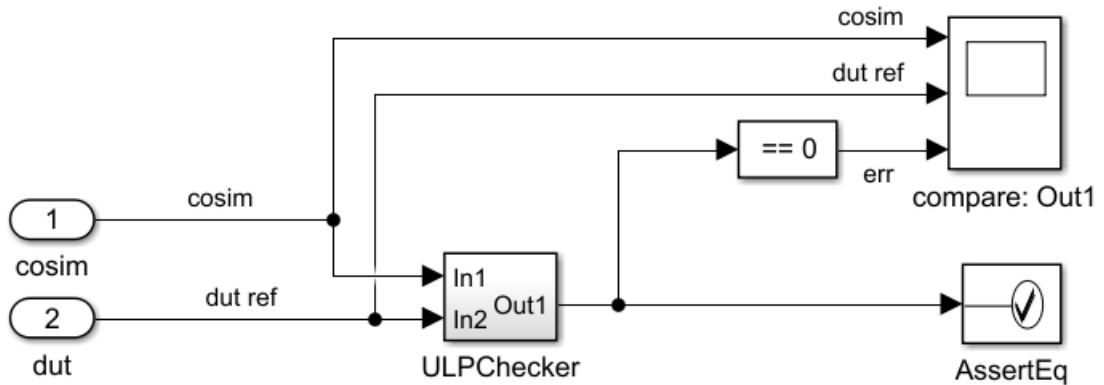 cosim
dut ref
== 0
err
compare: Out1
cosim
1
cosim
dut ref
2
dut
In1
In2
Out1
ULPChecker
AssertEq